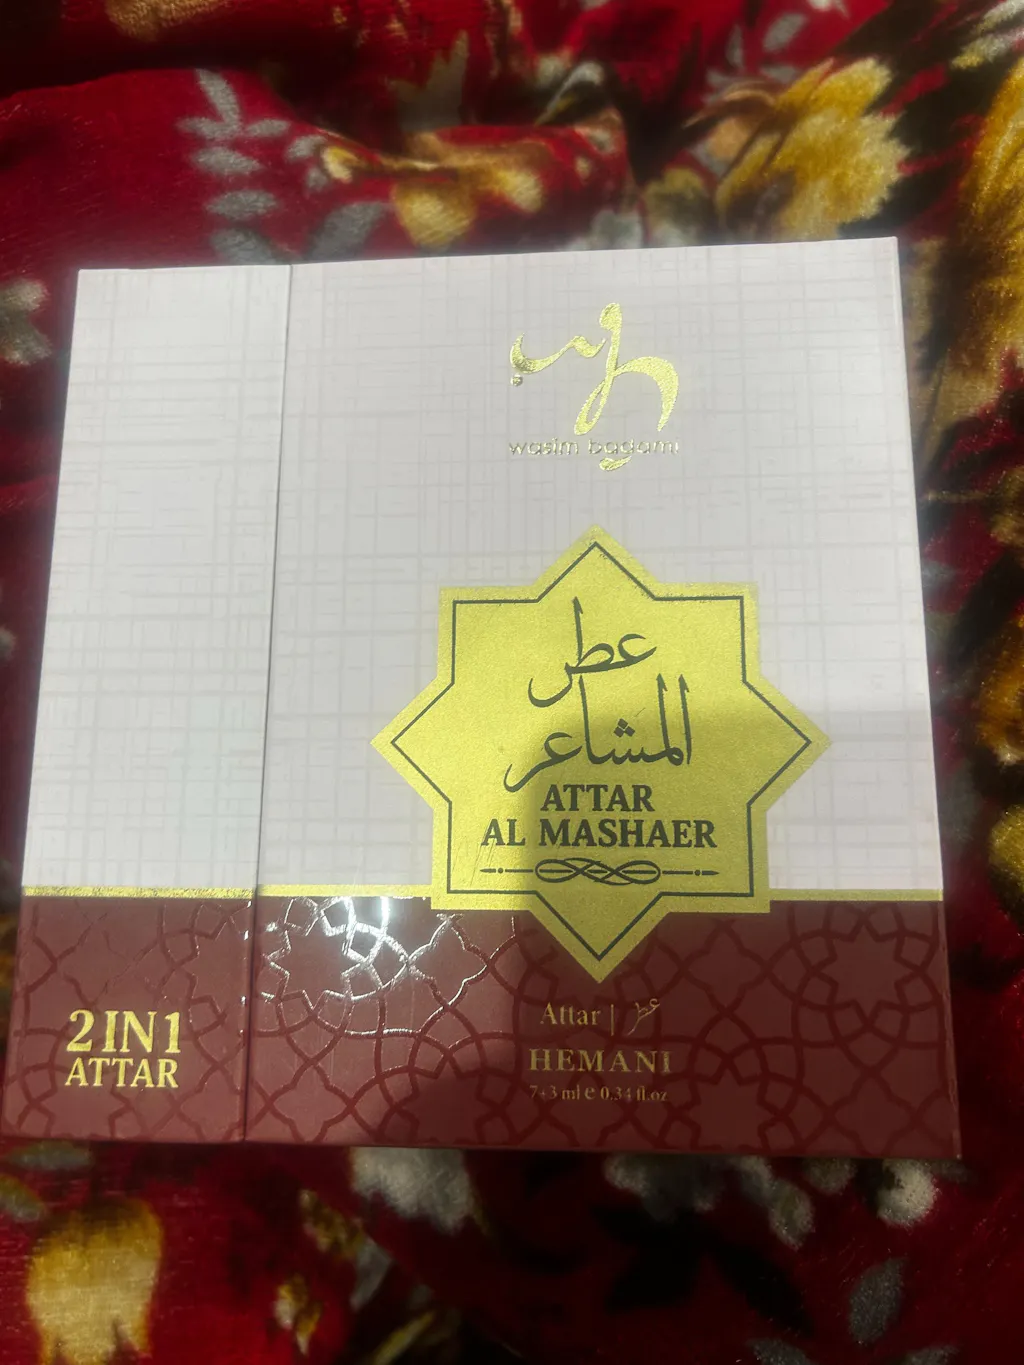 wasim badami
عطر
المشاعر
ATTAR
AL MASHAER
2 IN 1
ATTAR
Attar | عطر
HEMANI
7+3 ml e 0.34 fl.oz